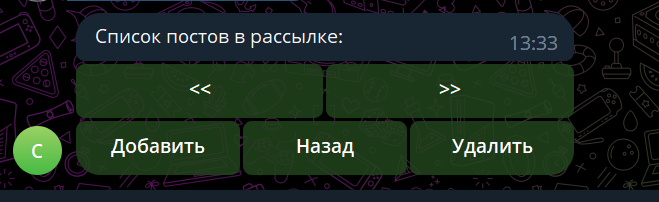 Список постов в рассылке:
13:33
<< >>
С Добавить Назад Удалить